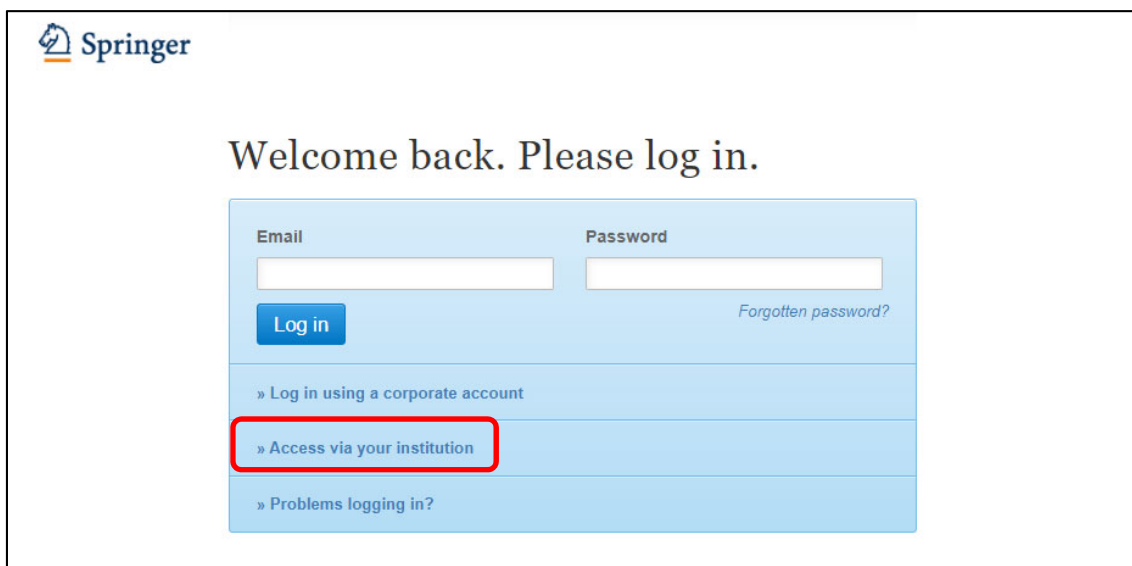 Springer
Welcome back. Please log in.
Email
Password
Log in
Forgotten password?
» Log in using a corporate account
» Access via your institution
» Problems logging in?